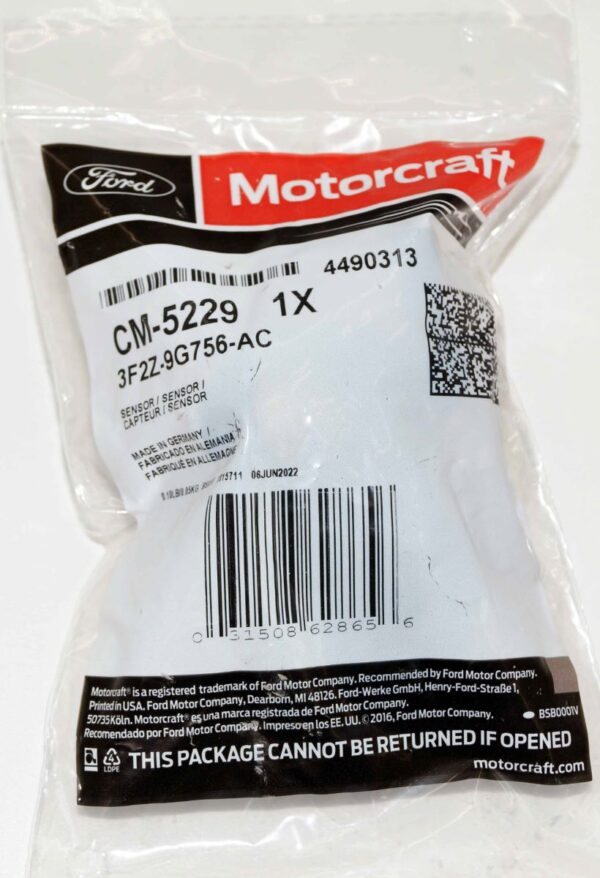 Ford Motorcraft
4490313
CM-5229 1X
3F2Z-9G756-AC
SENSOR / SENSOR /
CAPTEUR / SENSOR
MADE IN GERMANY /
FABRICADO EN ALEMANIA /
FABRIQUÉ EN ALLEMAGNE
06JUN2022
0 31508 62865 6
Motorcraft® is a registered trademark of Ford Motor Company. Recommended by Ford Motor Company.
Printed in USA. Ford Motor Company, Dearborn, MI 48126. Ford-Werke GmbH, Henry-Ford-Straße 1,
50735 Köln. Motorcraft® es una marca registrada de Ford Motor Company.
Recomendado por Ford Motor Company. Impreso en los EE. UU. © 2016, Ford Motor Company.
BSB0001V
4
LDPE
THIS PACKAGE CANNOT BE RETURNED IF OPENED
motorcraft.com